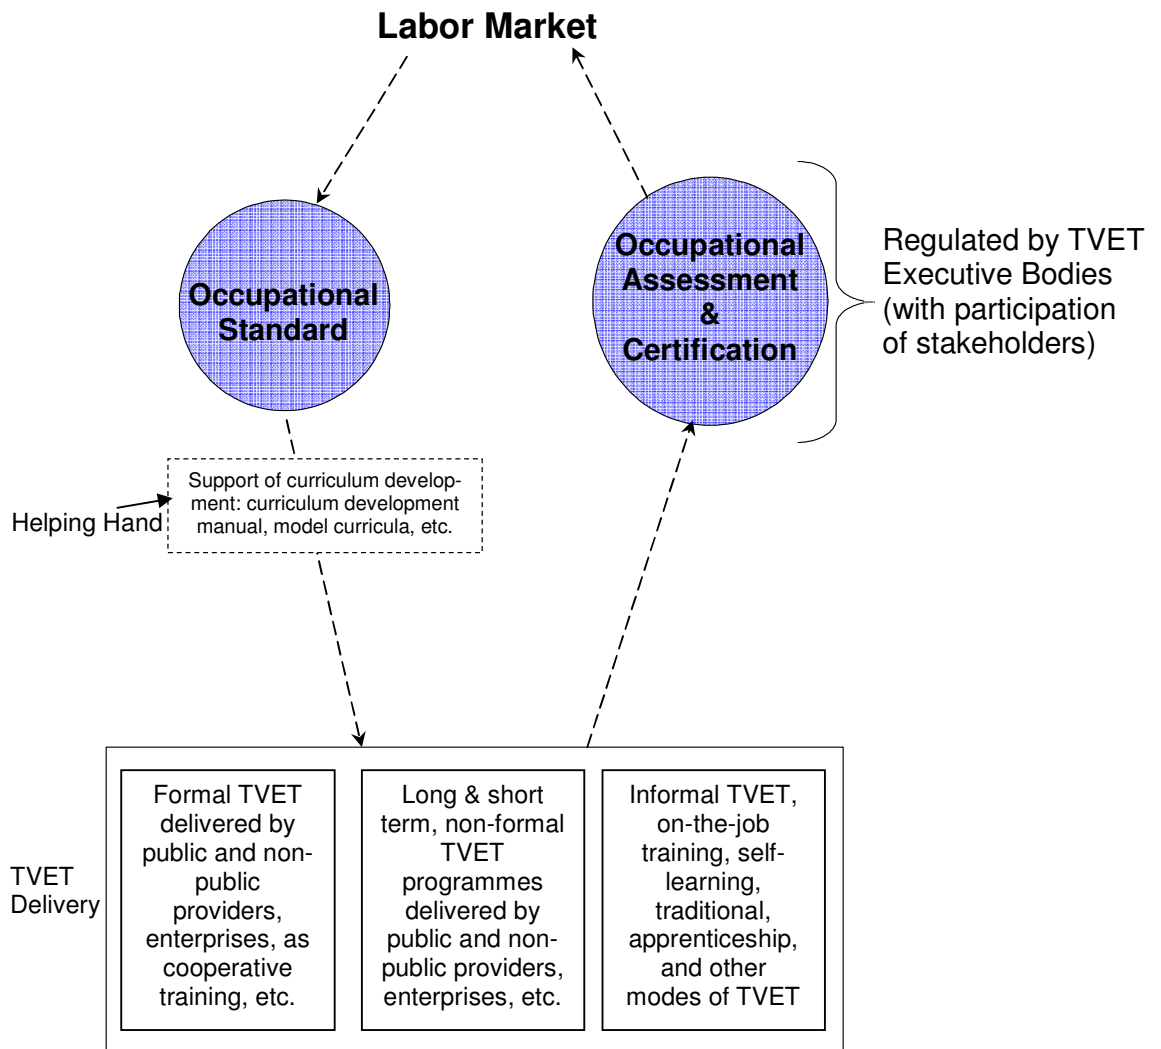 Labor Market
Occupational
Standard
Occupational
Assessment
&
Certification
Regulated by TVET
Executive Bodies
(with participation
of stakeholders)
Support of curriculum develop-
ment: curriculum development
manual, model curricula, etc.
Helping Hand
TVET
Delivery
Formal TVET
delivered by
public and non-
public
providers,
enterprises, as
cooperative
training, etc.
Long & short
term, non-formal
TVET
programmes
delivered by
public and non-
public providers,
enterprises, etc.
Informal TVET,
on-the-job
training, self-
learning,
traditional,
apprenticeship,
and other
modes of TVET